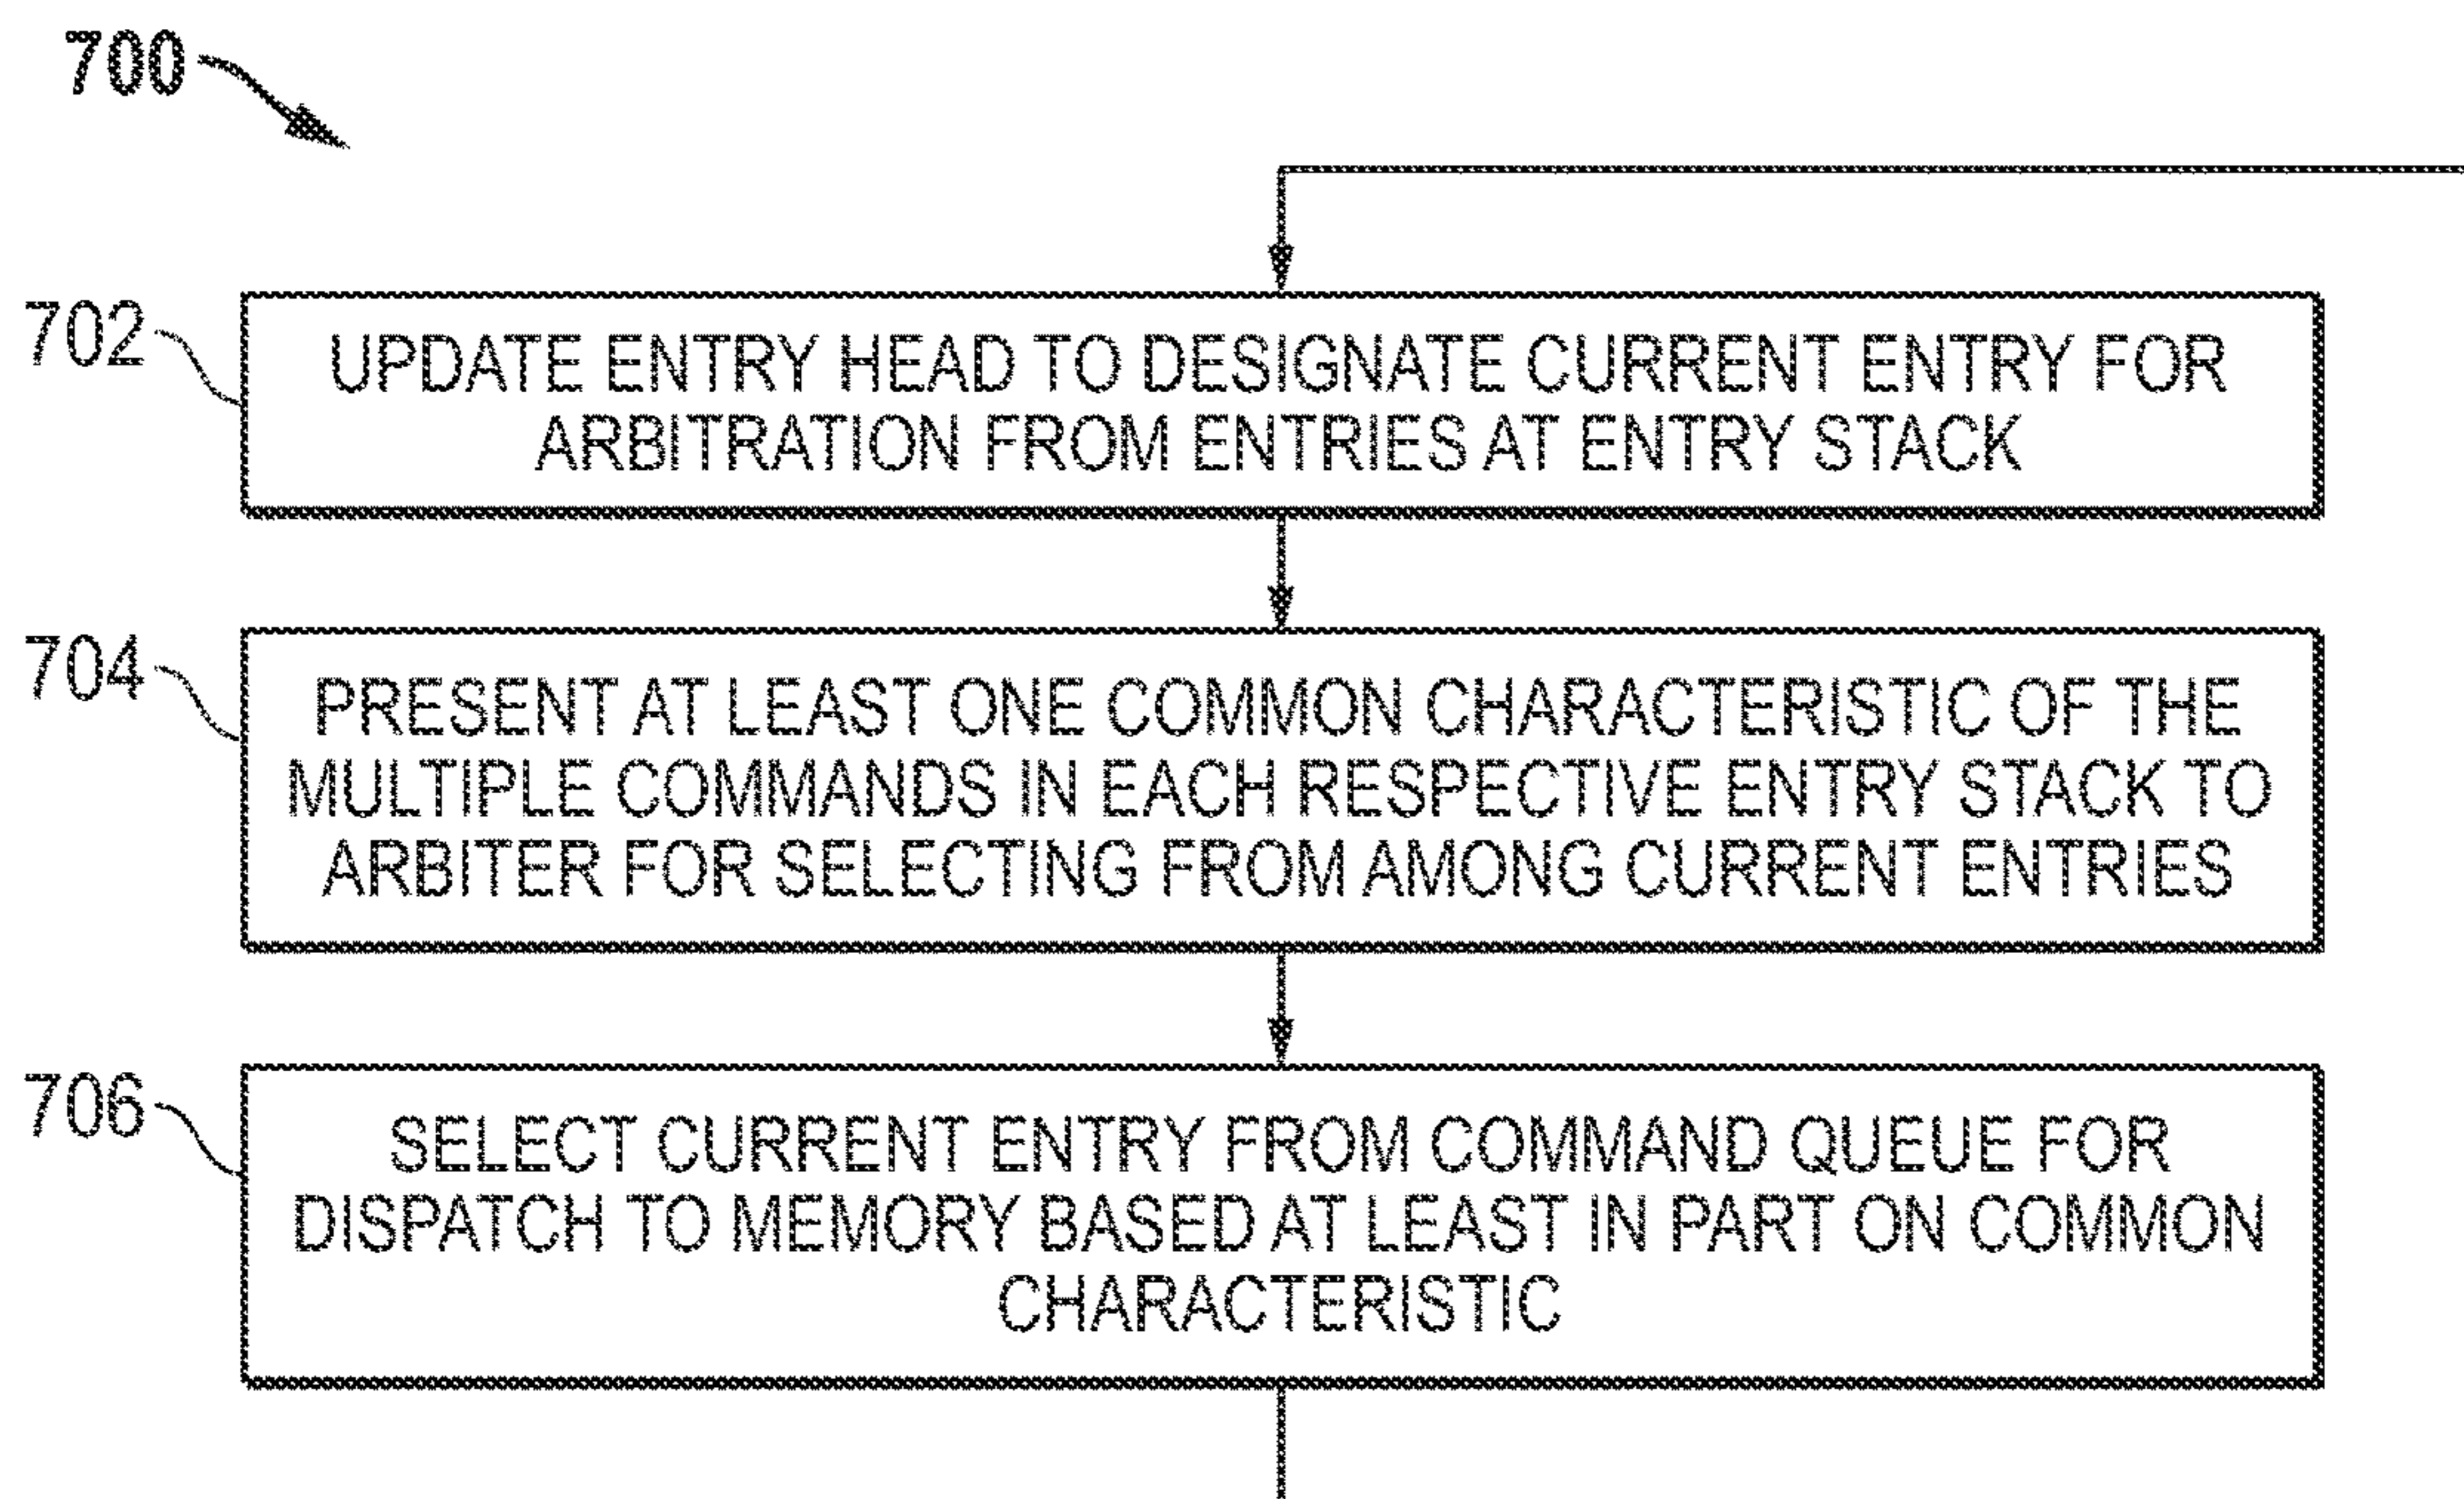 700
702
UPDATE ENTRY HEAD TO DESIGNATE CURRENT ENTRY FOR
ARBITRATION FROM ENTRIES AT ENTRY STACK
704
PRESENT AT LEAST ONE COMMON CHARACTERISTIC OF THE
MULTIPLE COMMANDS IN EACH RESPECTIVE ENTRY STACK TO
ARBITER FOR SELECTING FROM AMONG CURRENT ENTRIES
706
SELECT CURRENT ENTRY FROM COMMAND QUEUE FOR
DISPATCH TO MEMORY BASED AT LEAST IN PART ON COMMON
CHARACTERISTIC